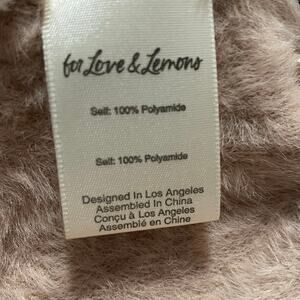 for Love & Lemons
Self: 100% Polyamide
Self: 100% Polyamide
Designed In Los Angeles
Assembled In China
Conçu à Los Angeles
Assemblé en Chine